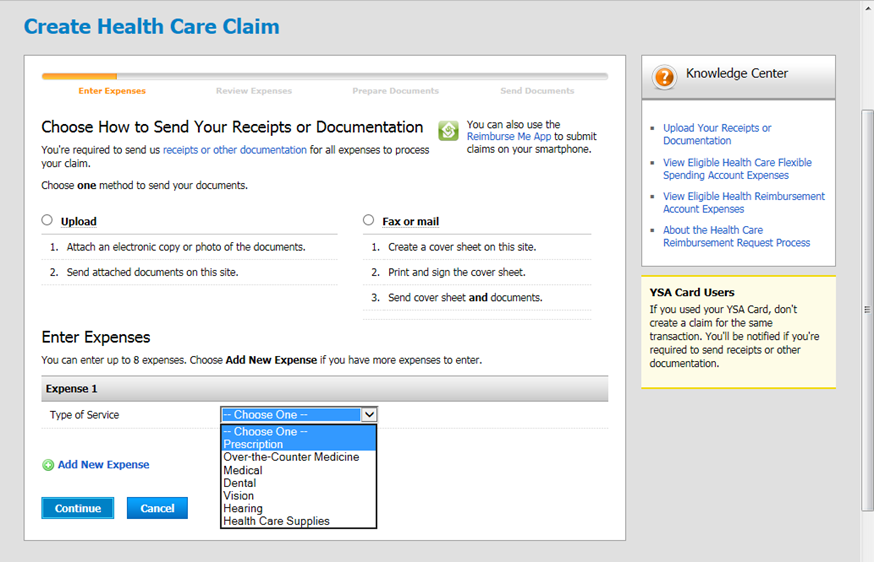 Create Health Care Claim
Enter Expenses
Review Expenses
Prepare Documents
Send Documents
Choose How to Send Your Receipts or Documentation
You're required to send us receipts or other documentation for all expenses to process
your claim.
Choose one method to send your documents.
You can also use the
Reimburse Me App to submit
claims on your smartphone.
Upload
1. Attach an electronic copy or photo of the documents.
2. Send attached documents on this site.
Fax or mail
1. Create a cover sheet on this site.
2. Print and sign the cover sheet.
3. Send cover sheet and documents.
Enter Expenses
You can enter up to 8 expenses. Choose Add New Expense if you have more expenses to enter.
Expense 1
Type of Service
-- Choose One --
-- Choose One --
Prescription
Over-the-Counter Medicine
Medical
Dental
Vision
Hearing
Health Care Supplies
Add New Expense
Continue
Cancel
? Knowledge Center
Upload Your Receipts or
Documentation
View Eligible Health Care Flexible
Spending Account Expenses
View Eligible Health Reimbursement
Account Expenses
About the Health Care
Reimbursement Request Process
YSA Card Users
If you used your YSA Card, don't
create a claim for the same
transaction. You'll be notified if you're
required to send receipts or other
documentation.